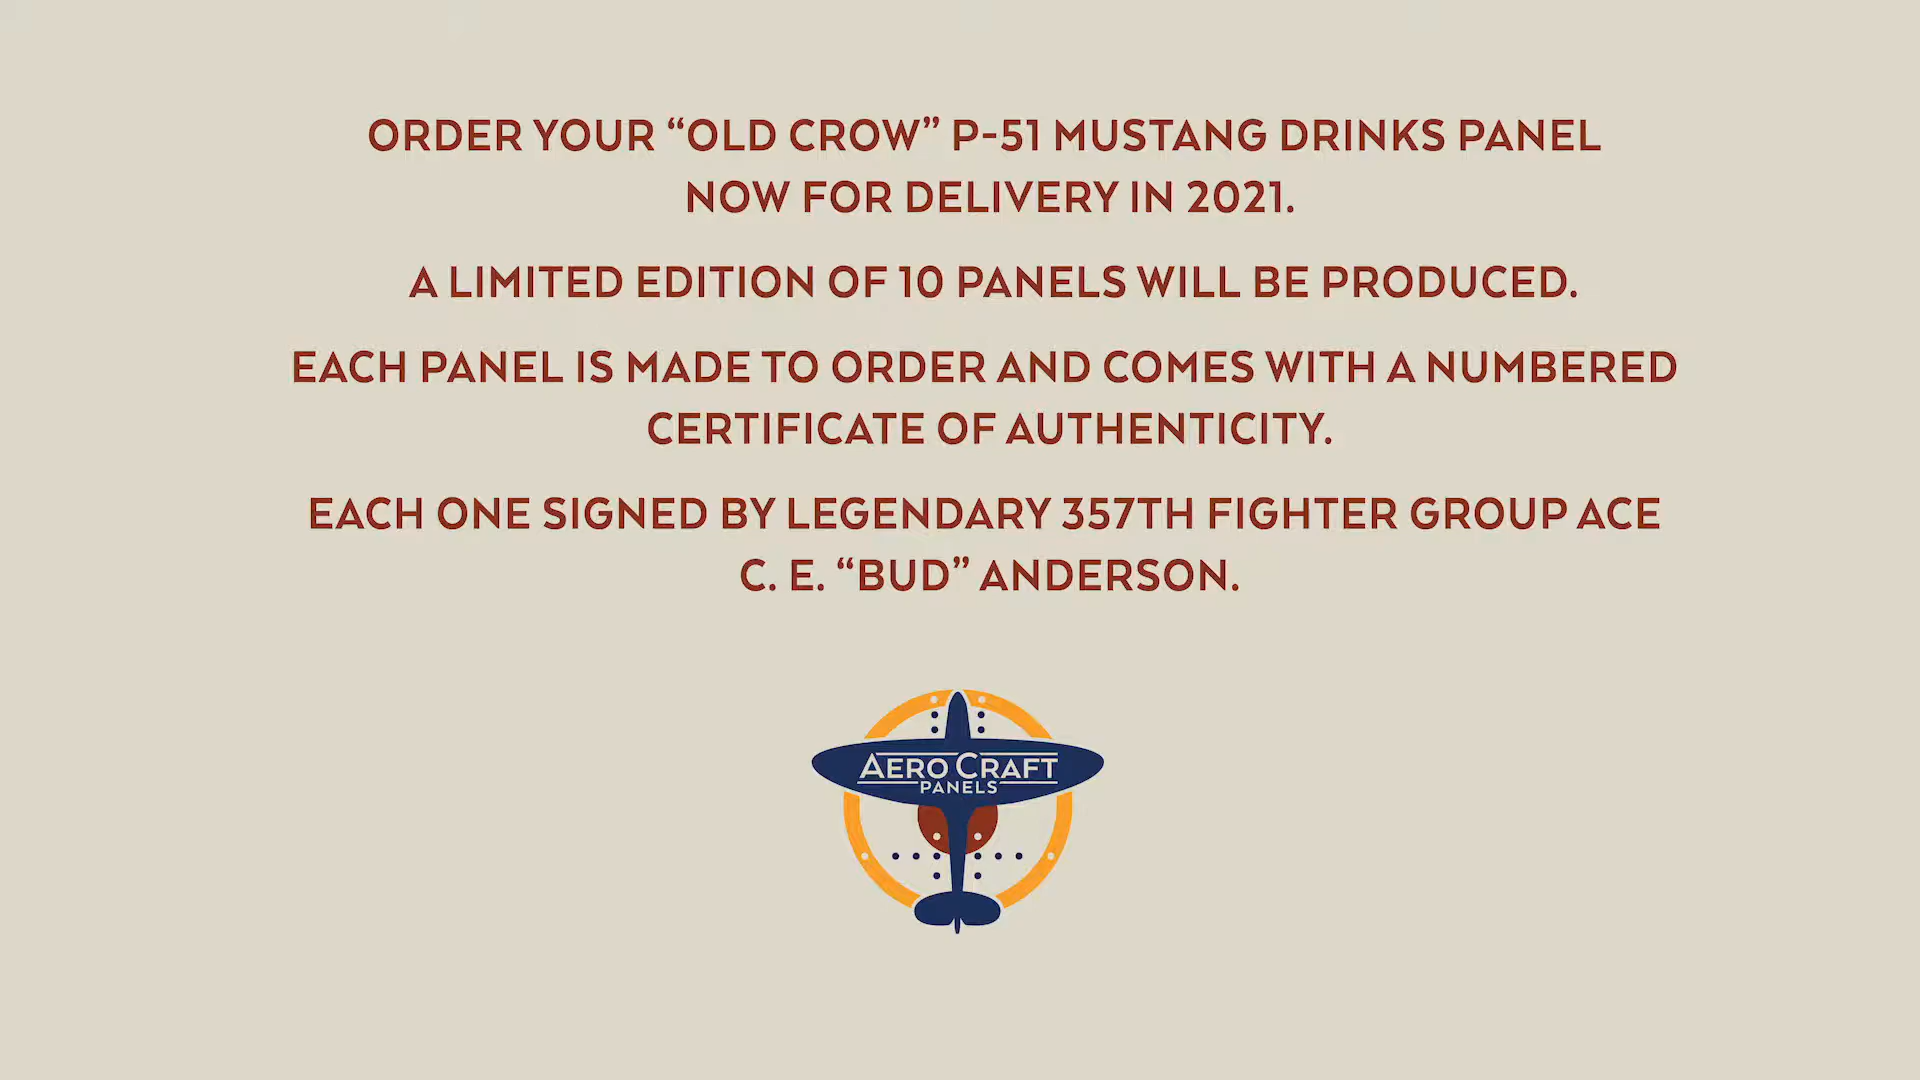 ORDER YOUR “OLD CROW” P-51 MUSTANG DRINKS PANEL
NOW FOR DELIVERY IN 2021.
A LIMITED EDITION OF 10 PANELS WILL BE PRODUCED.
EACH PANEL IS MADE TO ORDER AND COMES WITH A NUMBERED
CERTIFICATE OF AUTHENTICITY.
EACH ONE SIGNED BY LEGENDARY 357TH FIGHTER GROUP ACE
C. E. “BUD” ANDERSON.
AERO CRAFT
PANELS